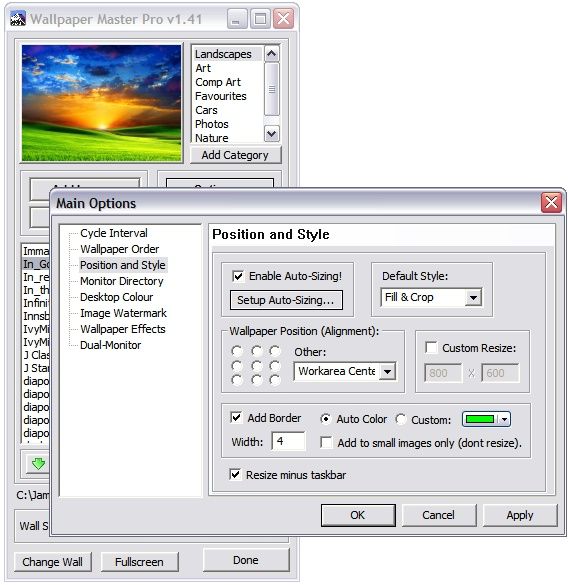 Wallpaper Master Pro v1.41
Landscapes
Art
Comp Art
Favourites
Cars
Photos
Nature
Add Category
Main Options
Cycle Interval
Wallpaper Order
Position and Style
Monitor Directory
Desktop Colour
Image Watermark
Wallpaper Effects
Dual-Monitor
Position and Style
Enable Auto-Sizing!
Setup Auto-Sizing...
Default Style:
Fill & Crop
Wallpaper Position (Alignment):
Other:
Workarea Cente
Custom Resize:
800 X 600
Add Border
Auto Color
Custom:
Width: 4
Add to small images only (dont resize).
Resize minus taskbar
OK
Cancel
Apply
Imma
In_Go
In_re
In_th
Infinit
Innsb
IvyMi
IvyMi
J Clas
J Star
diapo
diapo
diapo
diapo
C:\Jam
Wall S
Change Wall
Fullscreen
Done